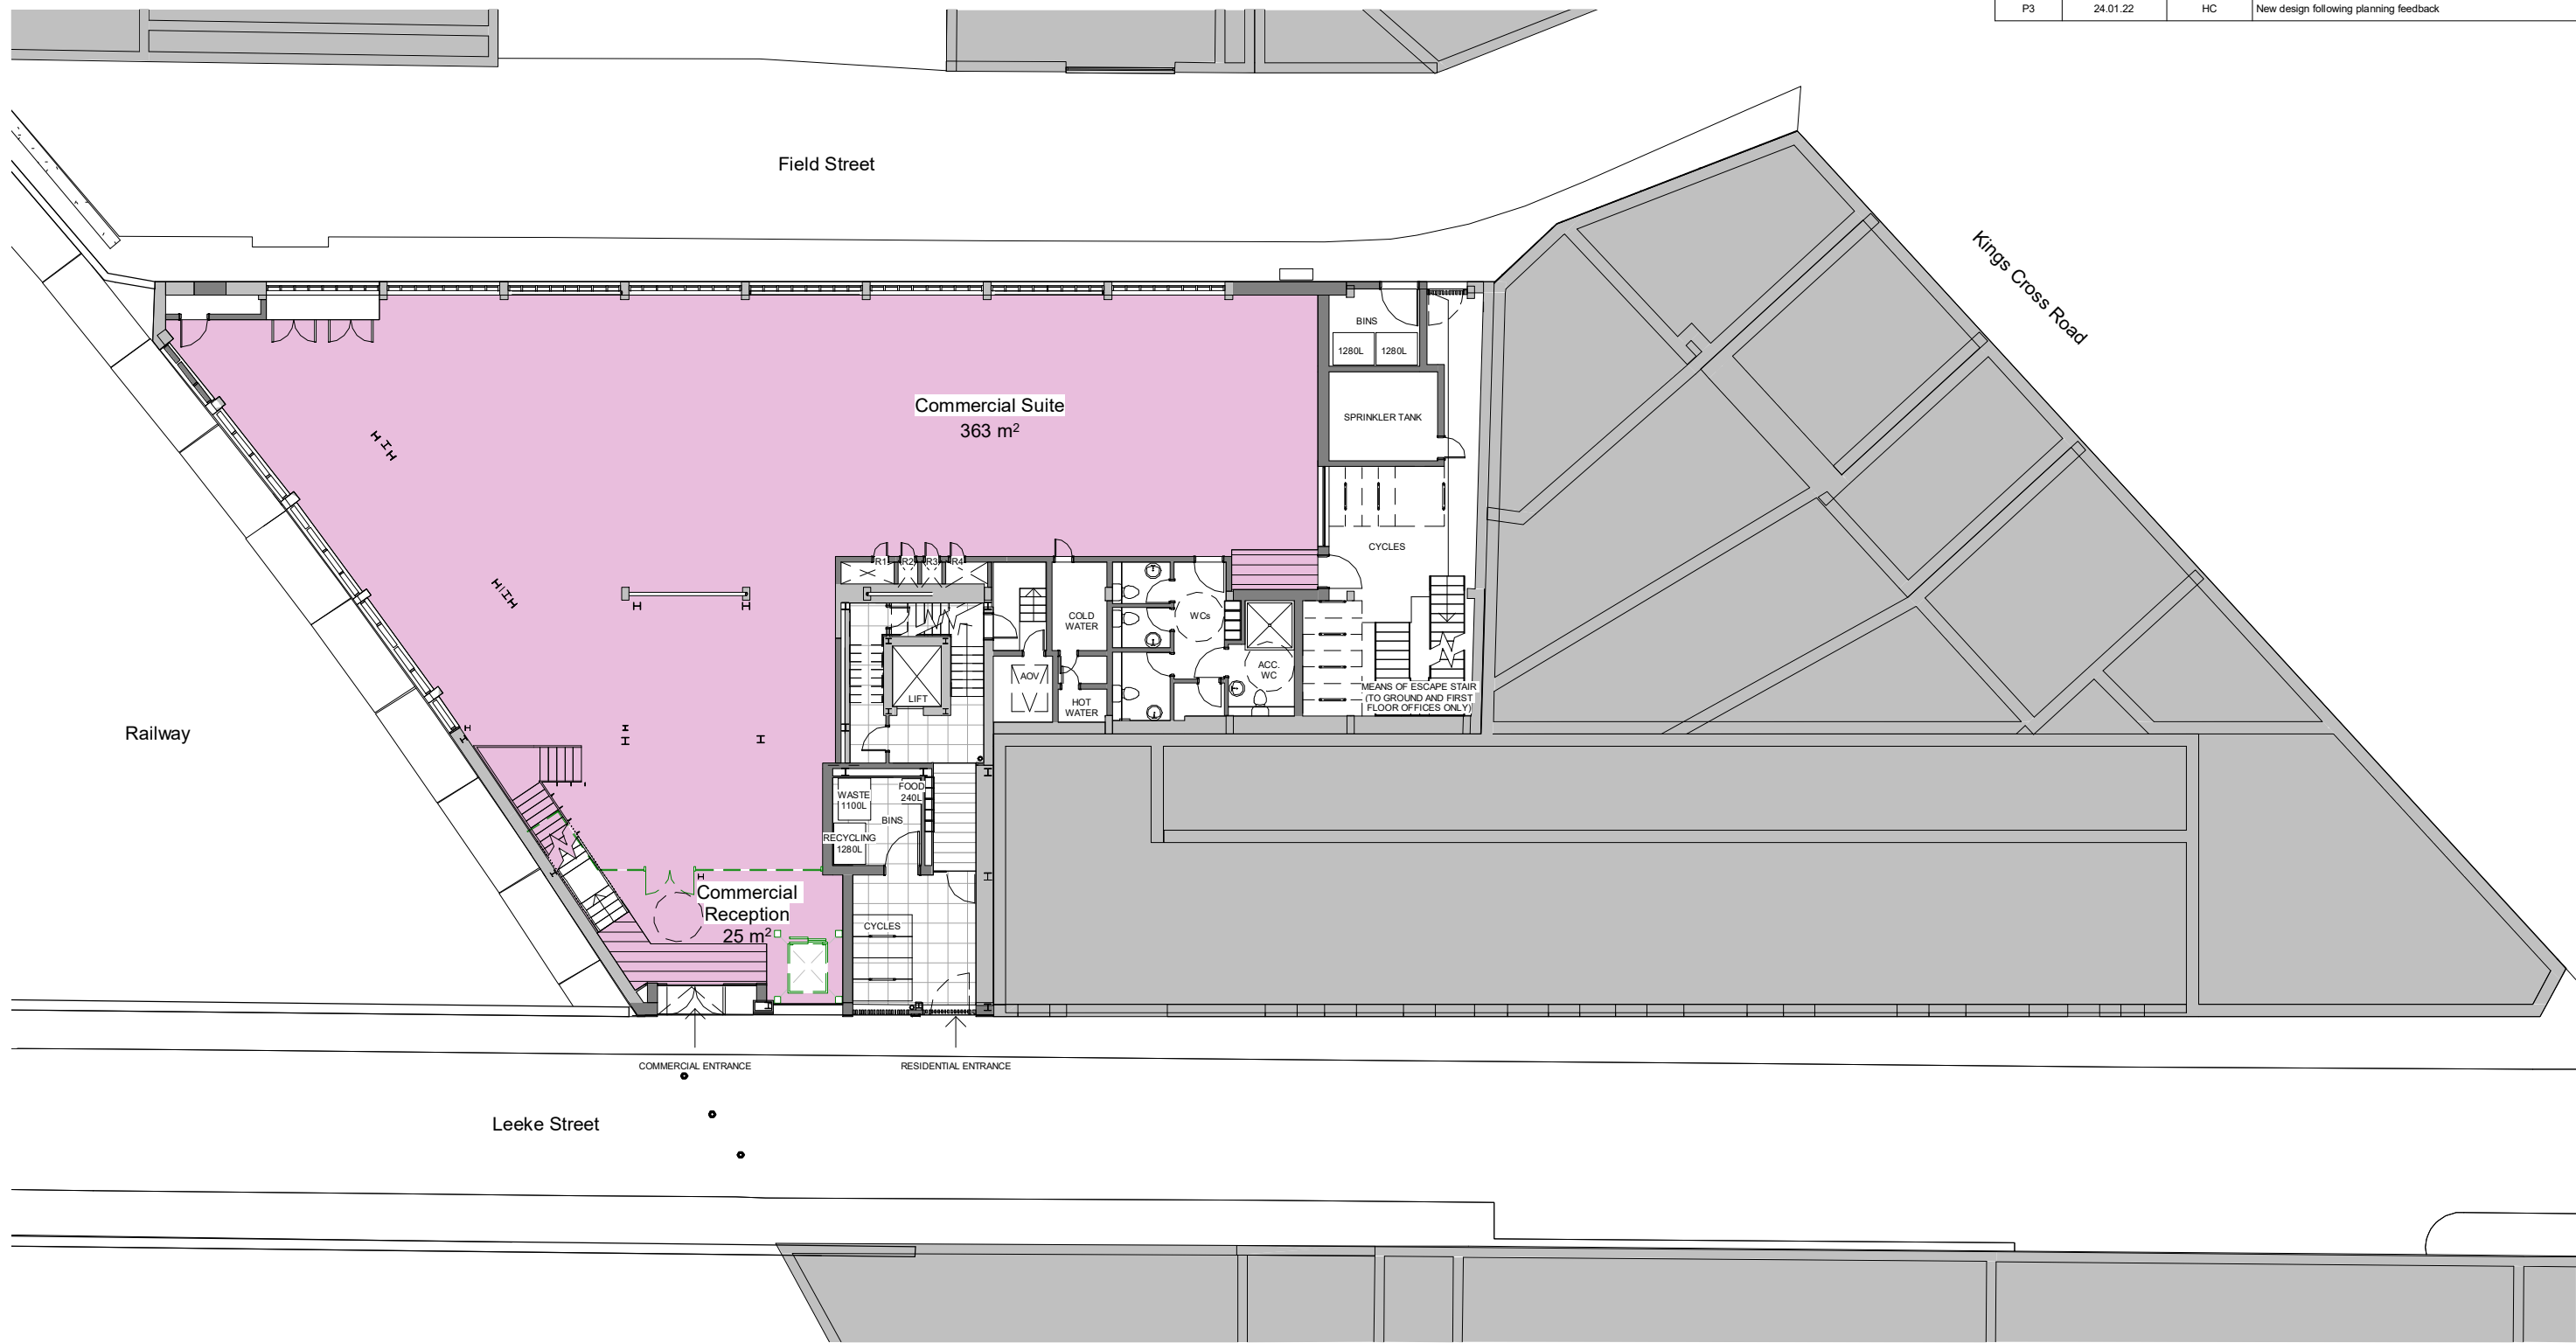 P3 24.01.22 HC New design following planning feedback
Field Street
Kings Cross Road
BINS
1280L 1280L
Commercial Suite
363 m²
SPRINKLER TANK
CYCLES
R1 R2 R3 R4
COLD
WATER
WCs
ACC.
WC
AOV
LIFT
HOT
WATER
MEANS OF ESCAPE STAIR
(TO GROUND AND FIRST
FLOOR OFFICES ONLY)
Railway
WASTE
1100L
FOOD
240L
BINS
RECYCLING
1280L
Commercial
Reception
25 m²
CYCLES
COMMERCIAL ENTRANCE
RESIDENTIAL ENTRANCE
Leeke Street